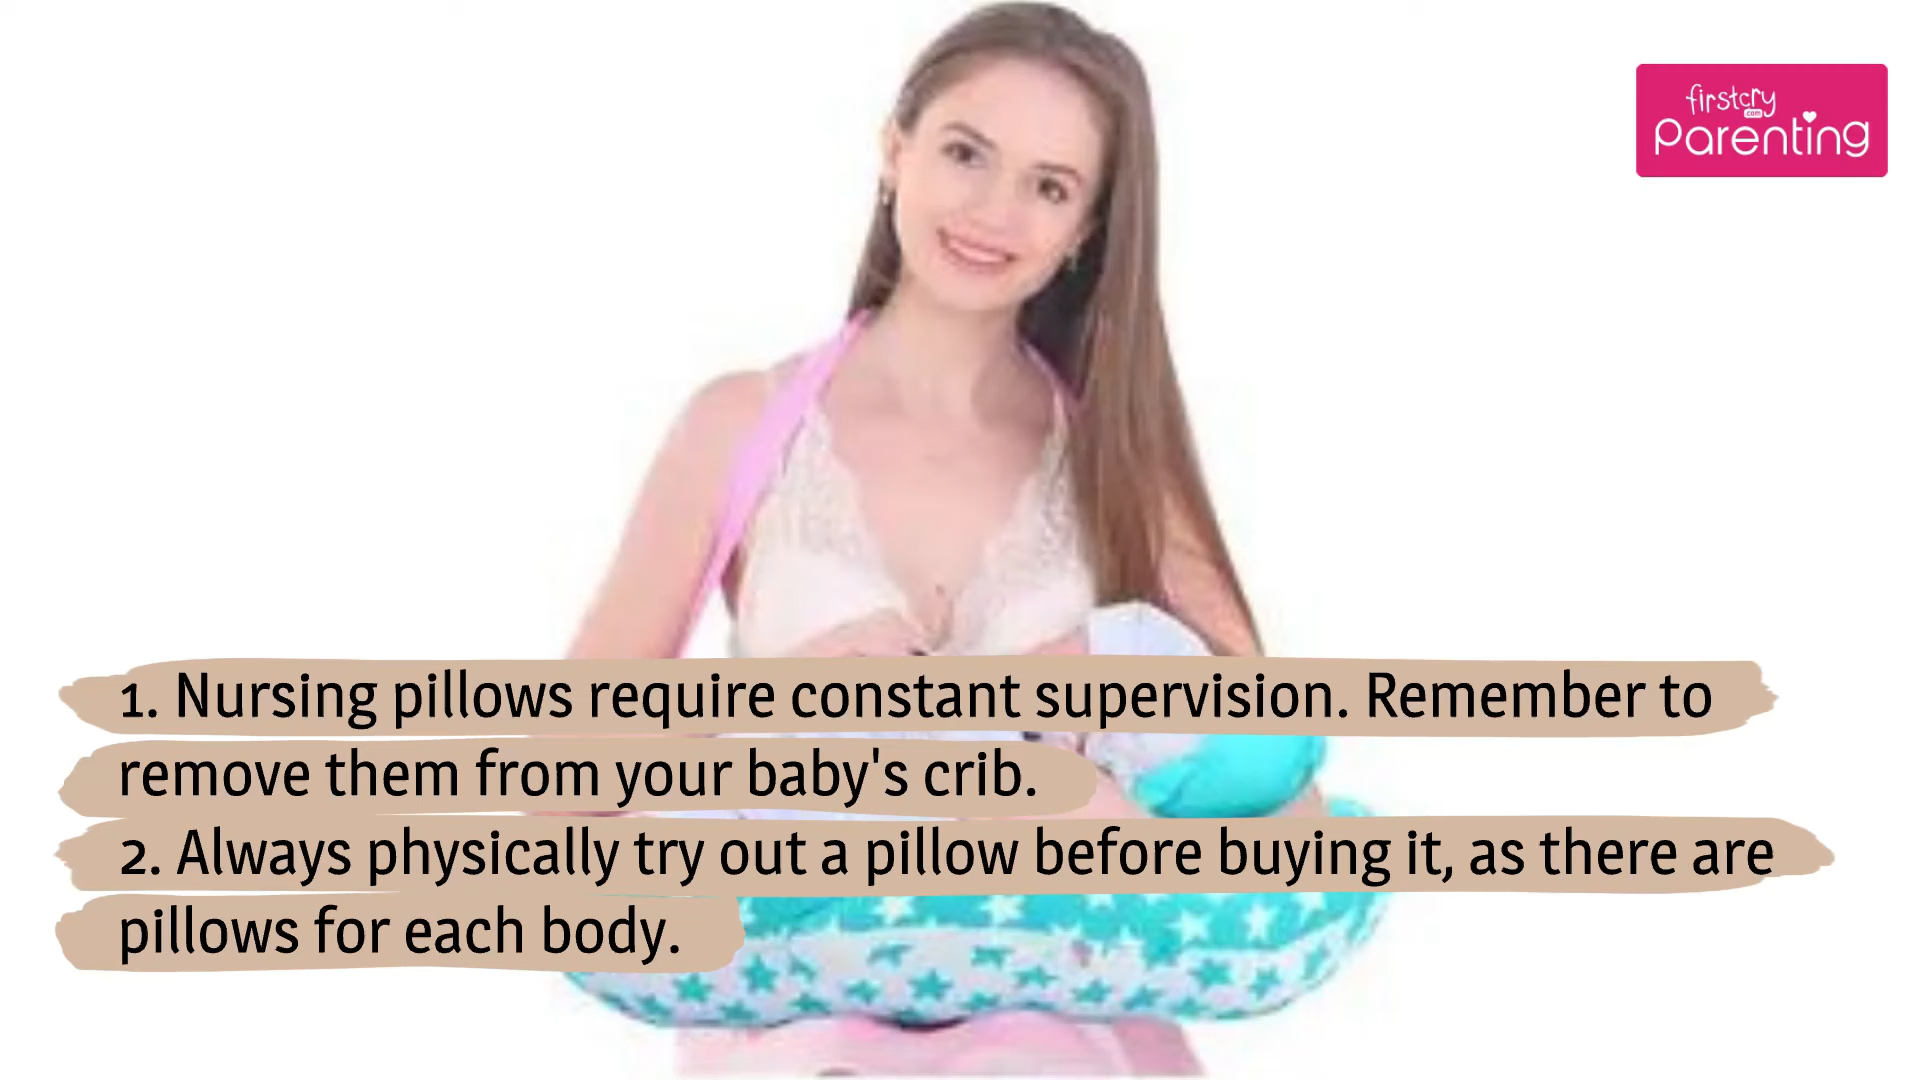 firstcry
.com
Parenting
1. Nursing pillows require constant supervision. Remember to
remove them from your baby's crib.
2. Always physically try out a pillow before buying it, as there are
pillows for each body.